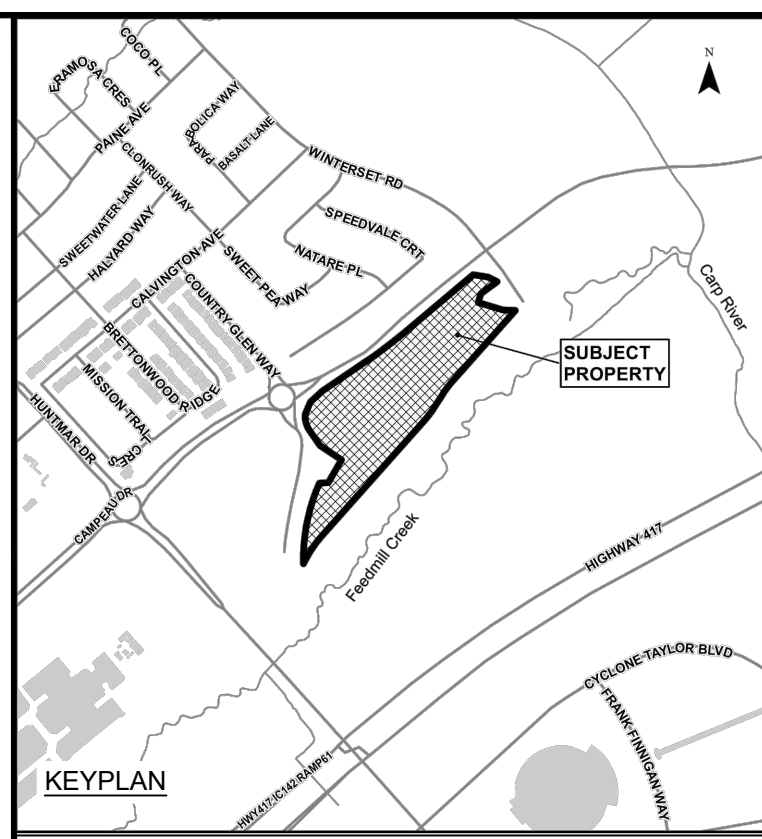 COCO PL
ERAMOSA CRES
PAINE AVE
PARABOLICA WAY
BASALT LANE
N
CLONRUSH WAY
WINTERSET RD
SWEETWATER LANE
HALYARD WAY
SPEEDVALE CRT
CALVINGTON AVE
SWEET PEA WAY
NATARE PL
COUNTRY GLEN WAY
Carp River
BRETTONWOOD RIDGE
SUBJECT
PROPERTY
MISSION TRAIL CRES
HUNTMAR DR
CAMPEAU DR
Feedmill Creek
HIGHWAY 417
CYCLONE TAYLOR BLVD
FRANK FINNIGAN WAY
KEYPLAN
HWY417 IC142 RAMP61